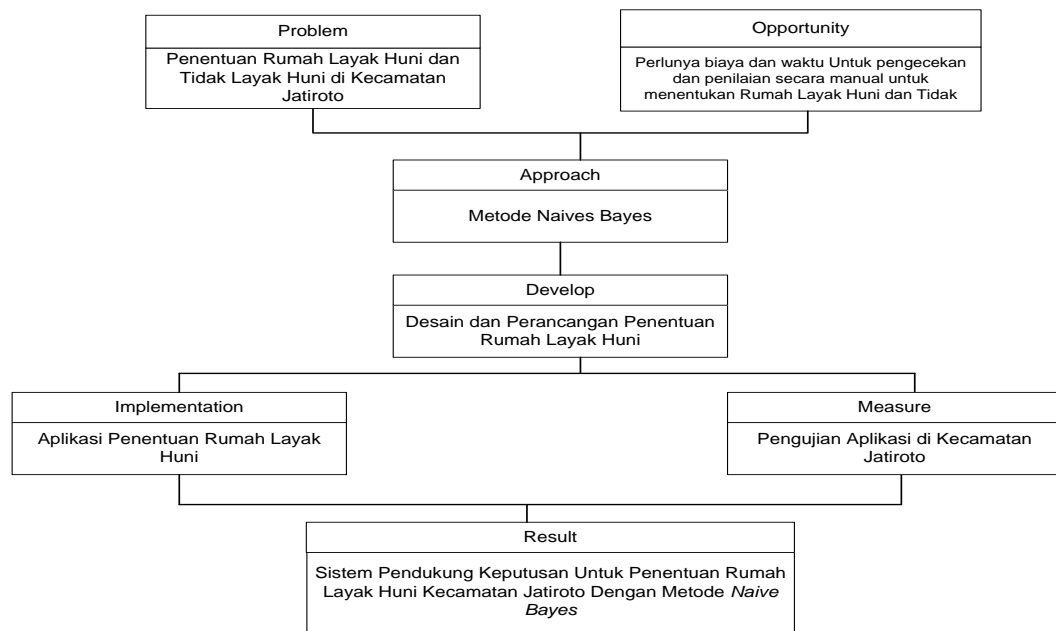 Problem
Penentuan Rumah Layak Huni dan
Tidak Layak Huni di Kecamatan
Jatiroto
Opportunity
Perlunya biaya dan waktu Untuk pengecekan
dan penilaian secara manual untuk
menentukan Rumah Layak Huni dan Tidak
Approach
Metode Naives Bayes
Develop
Desain dan Perancangan Penentuan
Rumah Layak Huni
Implementation
Aplikasi Penentuan Rumah Layak
Huni
Measure
Pengujian Aplikasi di Kecamatan
Jatiroto
Result
Sistem Pendukung Keputusan Untuk Penentuan Rumah
Layak Huni Kecamatan Jatiroto Dengan Metode Naive
Bayes